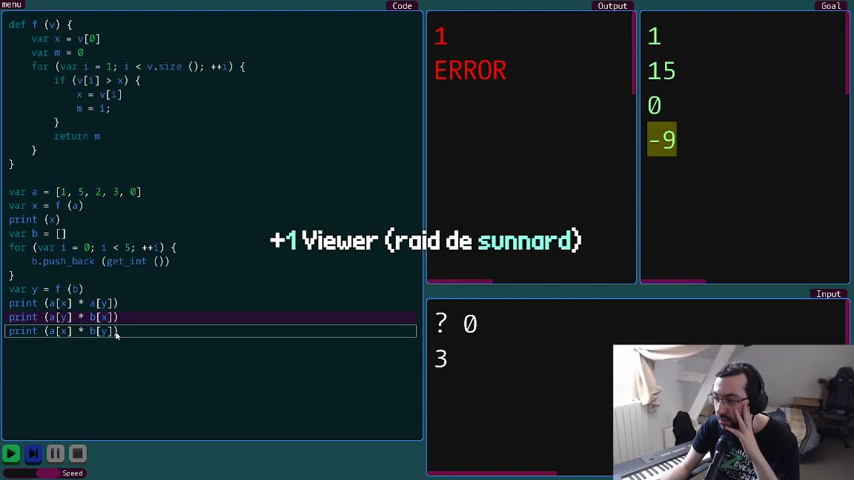 menu
Code
Output
Goal
def f (v) {
var x = v[0]
var m = 0
for (var i = 1; i < v.size (); ++i) {
if (v[i] > x) {
x = v[i]
m = i;
}
return m
}
}
var a = [1, 5, 2, 3, 0]
var x = f (a)
print (x)
var b = []
for (var i = 0; i < 5; ++i) {
b.push_back (get_int ())
}
var y = f (b)
print (a[x] * a[y])
print (a[y] * b[x])
print (a[x] * b[y])
1
ERROR
1
15
0
-9
+1 Viewer (raid de sunnard)
Input
? 0
3
Speed